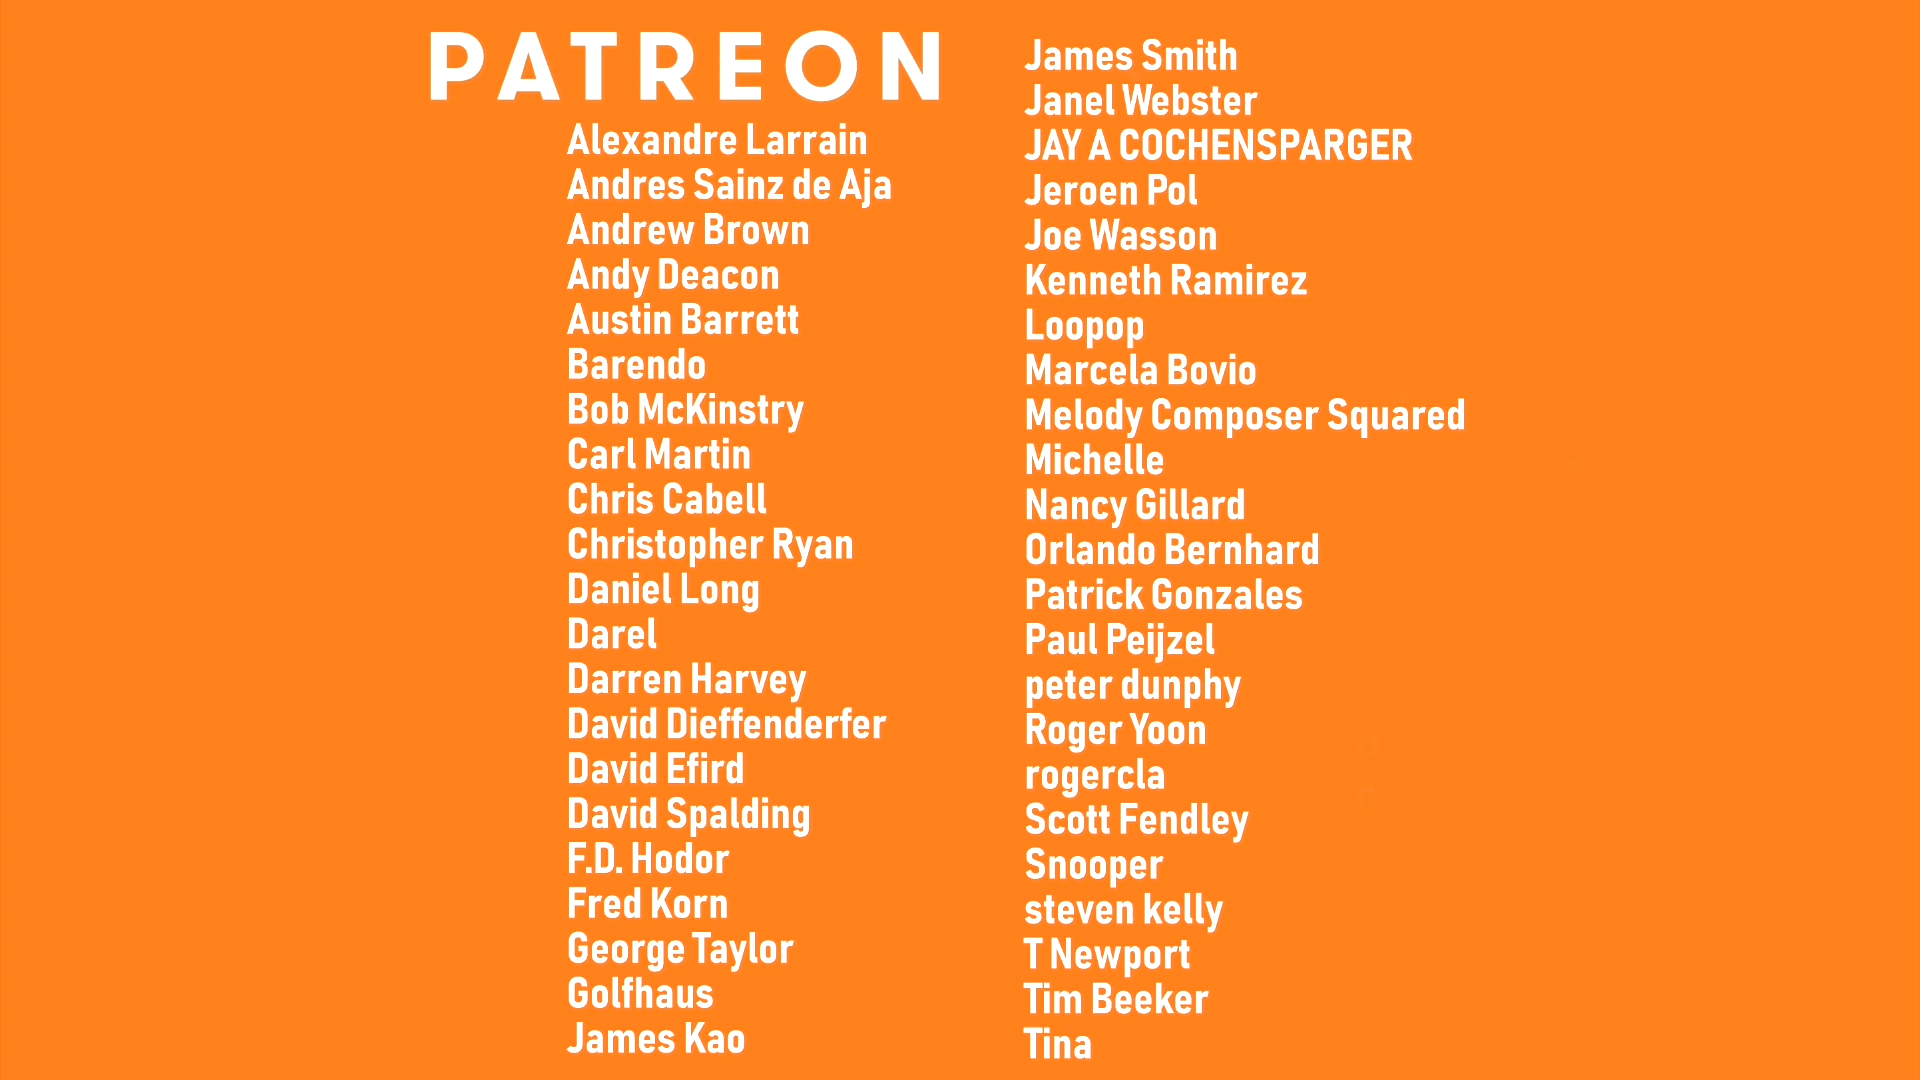 PATREON
Alexandre Larrain
Andres Sainz de Aja
Andrew Brown
Andy Deacon
Austin Barrett
Barendo
Bob McKinstry
Carl Martin
Chris Cabell
Christopher Ryan
Daniel Long
Darel
Darren Harvey
David Dieffenderfer
David Efird
David Spalding
F.D. Hodor
Fred Korn
George Taylor
Golfhaus
James Kao
James Smith
Janel Webster
JAY A COCHENSPARGER
Jeroen Pol
Joe Wasson
Kenneth Ramirez
Loopop
Marcela Bovio
Melody Composer Squared
Michelle
Nancy Gillard
Orlando Bernhard
Patrick Gonzales
Paul Peijzel
peter dunphy
Roger Yoon
rogercla
Scott Fendley
Snooper
steven kelly
T Newport
Tim Beeker
Tina